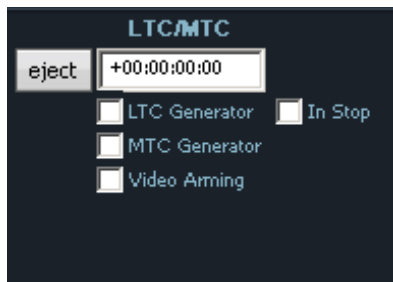 LTC/MTC
eject +00:00:00:00
LTC Generator In Stop
MTC Generator
Video Arming